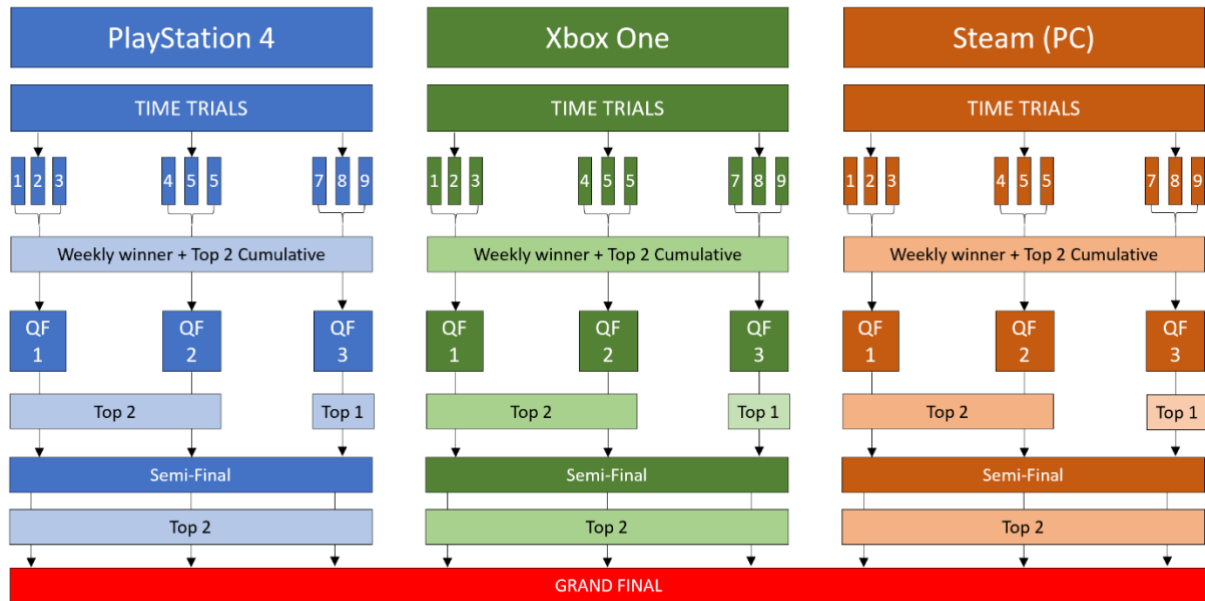 PlayStation 4
Xbox One
Steam (PC)
TIME TRIALS
TIME TRIALS
TIME TRIALS
1 2 3 4 5 5 7 8 9
1 2 3 4 5 5 7 8 9
1 2 3 4 5 5 7 8 9
Weekly winner + Top 2 Cumulative
Weekly winner + Top 2 Cumulative
Weekly winner + Top 2 Cumulative
QF
1
QF
2
QF
3
QF
1
QF
2
QF
3
QF
1
QF
2
QF
3
Top 2
Top 1
Top 2
Top 1
Top 2
Top 1
Semi-Final
Semi-Final
Semi-Final
Top 2
Top 2
Top 2
GRAND FINAL